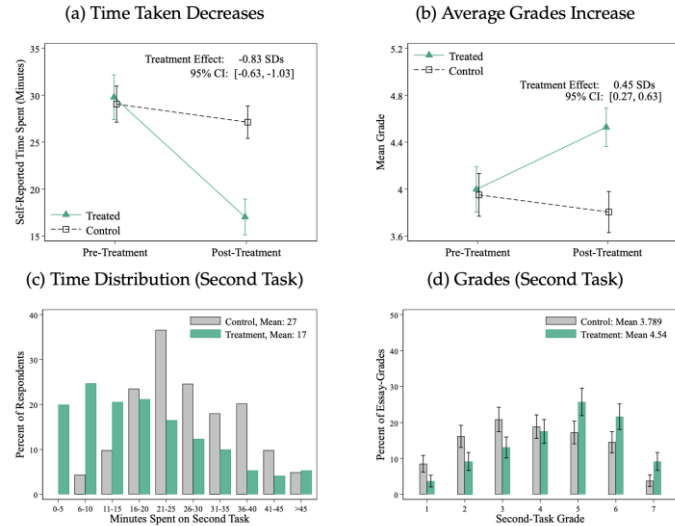 (a) Time Taken Decreases
Self-Reported Time Spent (Minutes)
35
30
25
20
15
Treatment Effect: -0.83 SDs
95% CI: [-0.63, -1.03]
Treated
Control
Pre-Treatment
Post-Treatment
(b) Average Grades Increase
Mean Grade
5.2
4.8
4.4
4
3.6
Treated
Control
Treatment Effect: 0.45 SDs
95% CI: [0.27, 0.63]
Pre-Treatment
Post-Treatment
(c) Time Distribution (Second Task)
Percent of Respondents
40
30
20
10
0
Control, Mean: 27
Treatment, Mean: 17
0-5 6-10 11-15 16-20 21-25 26-30 31-35 36-40 41-45 >45
Minutes Spent on Second Task
(d) Grades (Second Task)
Percent of Essay-Grades
50
40
30
20
10
0
Control: Mean 3.789
Treatment: Mean 4.54
1 2 3 4 5 6 7
Second-Task Grade